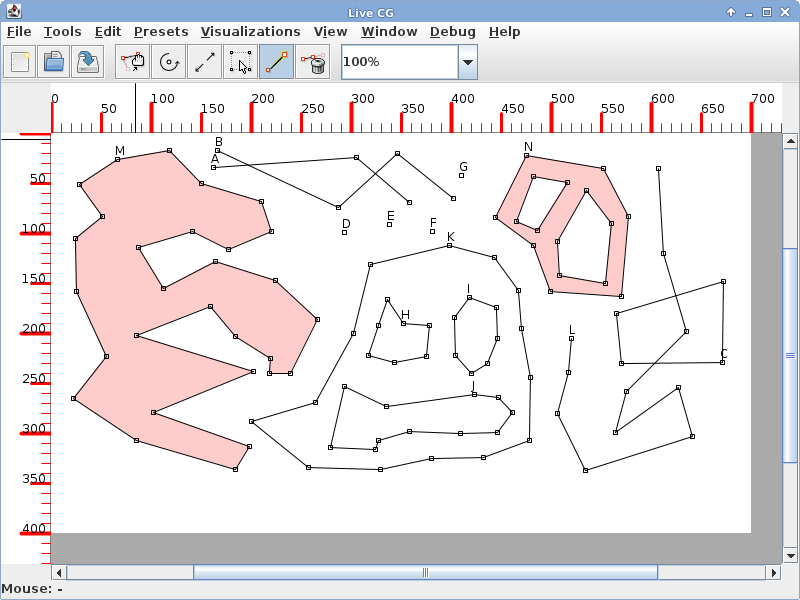 Live CG
File Tools Edit Presets Visualizations View Window Debug Help
100%
0 50 100 150 200 250 300 350 400 450 500 550 600 650 700
50
100
150
200
250
300
350
400
M
B
A
G
N
D
E
F
K
I
H
L
C
J
Mouse: -